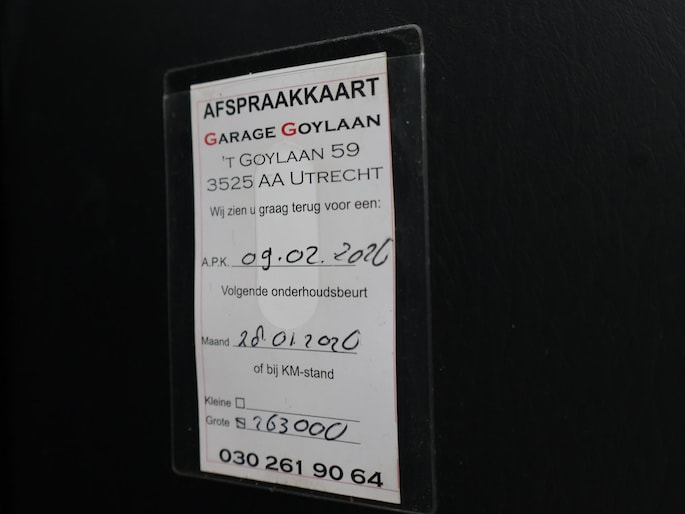 AFSPRAAKKAART
GARAGE GOYLAAN
'T GOYLAAN 59
3525 AA UTRECHT
Wij zien u graag terug voor een:
A.P.K. 09.02.2026
Volgende onderhoudsbeurt
Maand 28.01.2026
of bij KM-stand
Kleine
Grote 263000
030 261 90 64